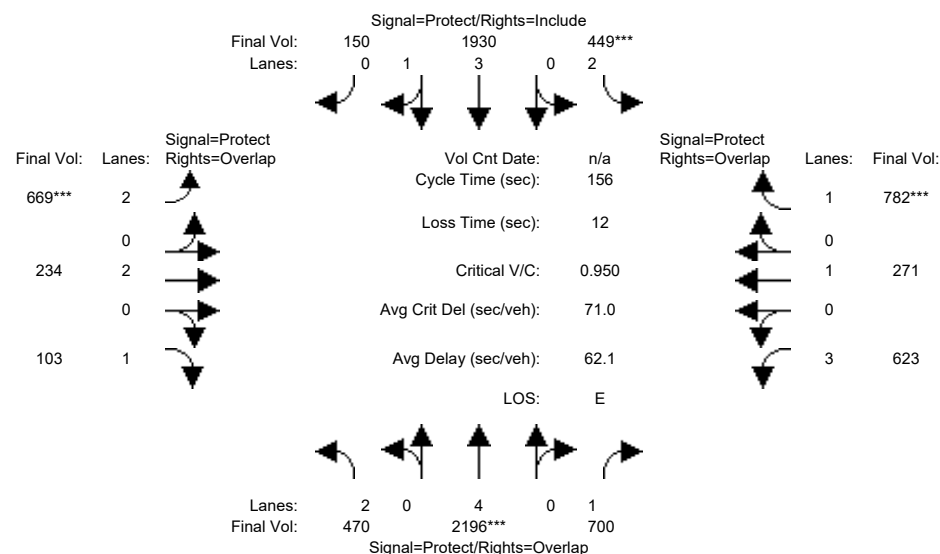 Signal=Protect/Rights=Include
Final Vol: 150 1930 449***
Lanes: 0 1 3 0 2
Signal=Protect Signal=Protect
Final Vol: Lanes: Rights=Overlap Vol Cnt Date: n/a Rights=Overlap Lanes: Final Vol:
Cycle Time (sec): 156
669*** 2 1 782***
Loss Time (sec): 12
0 0
234 2 Critical V/C: 0.950 1 271
0 Avg Crit Del (sec/veh): 71.0 0
103 1 Avg Delay (sec/veh): 62.1 3 623
LOS: E
Lanes: 2 0 4 0 1
Final Vol: 470 2196*** 700
Signal=Protect/Rights=Overlap